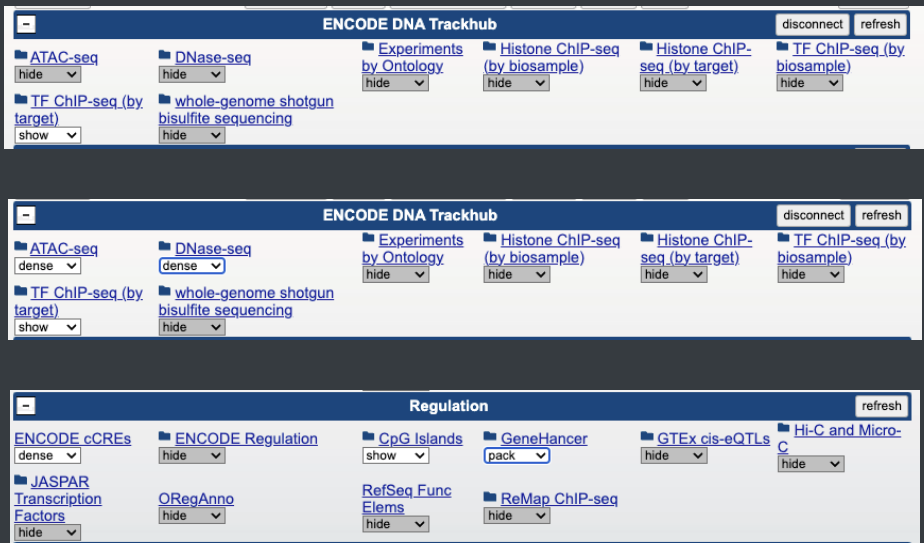 −
ENCODE DNA Trackhub
disconnect
refresh
ATAC-seq
hide
DNase-seq
hide
Experiments
by Ontology
hide
Histone ChIP-seq
(by biosample)
hide
Histone ChIP-
seq (by target)
hide
TF ChIP-seq (by
biosample)
hide
TF ChIP-seq (by
target)
show
whole-genome shotgun
bisulfite sequencing
hide
−
ENCODE DNA Trackhub
disconnect
refresh
ATAC-seq
dense
DNase-seq
dense
Experiments
by Ontology
hide
Histone ChIP-seq
(by biosample)
hide
Histone ChIP-
seq (by target)
hide
TF ChIP-seq (by
biosample)
hide
TF ChIP-seq (by
target)
show
whole-genome shotgun
bisulfite sequencing
hide
−
Regulation
refresh
ENCODE cCREs
dense
ENCODE Regulation
hide
CpG Islands
show
GeneHancer
pack
GTEx cis-eQTLs
hide
Hi-C and Micro-
C
hide
JASPAR
Transcription
Factors
hide
ORegAnno
hide
RefSeq Func
Elems
hide
ReMap ChIP-seq
hide